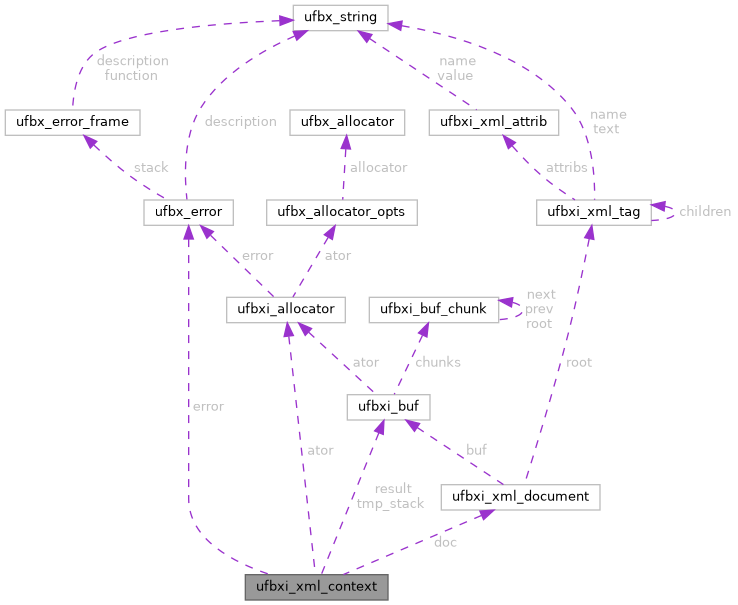 ufbx_string
description
function
name
value
ufbx_error_frame
description
ufbx_allocator
ufbxi_xml_attrib
name
text
stack
allocator
attribs
ufbx_error
ufbx_allocator_opts
ufbxi_xml_tag
children
error
ator
ufbxi_allocator
ufbxi_buf_chunk
next
prev
root
ator
chunks
root
error
ufbxi_buf
ator
buf
result
tmp_stack
ufbxi_xml_document
doc
ufbxi_xml_context